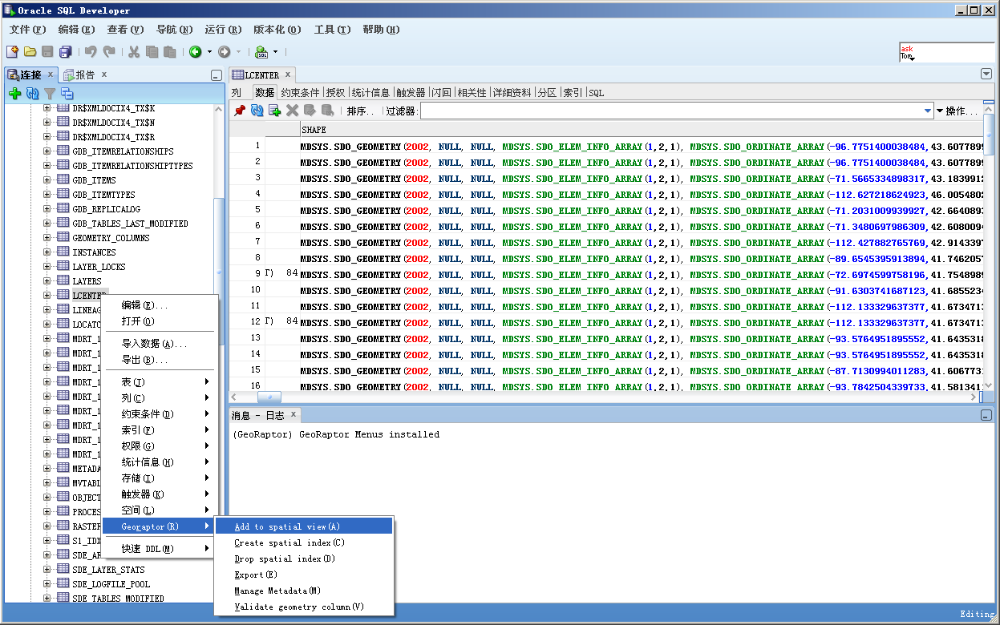 Oracle SQL Developer
文件(F) 编辑(E) 查看(V) 导航(N) 运行(R) 版本化(O) 工具(T) 帮助(H)
SQL
ask
Tom
连接 x 报告 x
DR$XMLDOCIX4_TX$K
DR$XMLDOCIX4_TX$N
DR$XMLDOCIX4_TX$R
GDB_ITEMRELATIONSHIPS
GDB_ITEMRELATIONSHIPTYPES
GDB_ITEMS
GDB_ITEMTYPES
GDB_REPLICALOG
GDB_TABLES_LAST_MODIFIED
GEOMETRY_COLUMNS
INSTANCES
LAYER_LOCKS
LAYERS
LCENTER
LINEAG
LOCATO
MDRT_1
MDRT_1
MDRT_1
MDRT_1
MDRT_1
MDRT_1
MDRT_1
MDRT_1
MDRT_1
METADA
MVTABL
OBJECT
PROCES
RASTER
S1_IDX
SDE_AR
SDE_LAYER_STATS
SDE_LOGFILE_POOL
SDE_TABLES_MODIFIED
编辑(E)...
打开(O)
导入数据(A)...
导出(B)...
表(T)
列(C)
约束条件(D)
索引(F)
权限(G)
统计信息(H)
存储(I)
触发器(K)
空间(L)
Georaptor(R)
快速 DDL(M)
Add to spatial view(A)
Create spatial index(C)
Drop spatial index(D)
Export(E)
Manage Metadata(M)
Validate geometry column(V)
LCENTER x
列 数据 约束条件 授权 统计信息 触发器 闪回 相关性 详细资料 分区 索引 SQL
排序.. 过滤器: 操作...
SHAPE
1 MDSYS.SDO_GEOMETRY(2002, NULL, NULL, MDSYS.SDO_ELEM_INFO_ARRAY(1,2,1), MDSYS.SDO_ORDINATE_ARRAY(-96.7751400038484,43.6077899
2 MDSYS.SDO_GEOMETRY(2002, NULL, NULL, MDSYS.SDO_ELEM_INFO_ARRAY(1,2,1), MDSYS.SDO_ORDINATE_ARRAY(-96.7751400038484,43.6077899
3 MDSYS.SDO_GEOMETRY(2002, NULL, NULL, MDSYS.SDO_ELEM_INFO_ARRAY(1,2,1), MDSYS.SDO_ORDINATE_ARRAY(-71.5665334898317,43.1839912
4 MDSYS.SDO_GEOMETRY(2002, NULL, NULL, MDSYS.SDO_ELEM_INFO_ARRAY(1,2,1), MDSYS.SDO_ORDINATE_ARRAY(-112.627218624923,46.0054802
5 MDSYS.SDO_GEOMETRY(2002, NULL, NULL, MDSYS.SDO_ELEM_INFO_ARRAY(1,2,1), MDSYS.SDO_ORDINATE_ARRAY(-71.2031009939927,42.6640893
6 MDSYS.SDO_GEOMETRY(2002, NULL, NULL, MDSYS.SDO_ELEM_INFO_ARRAY(1,2,1), MDSYS.SDO_ORDINATE_ARRAY(-71.3480697986309,42.6080094
7 MDSYS.SDO_GEOMETRY(2002, NULL, NULL, MDSYS.SDO_ELEM_INFO_ARRAY(1,2,1), MDSYS.SDO_ORDINATE_ARRAY(-112.427882765769,42.9143397
8 MDSYS.SDO_GEOMETRY(2002, NULL, NULL, MDSYS.SDO_ELEM_INFO_ARRAY(1,2,1), MDSYS.SDO_ORDINATE_ARRAY(-89.6545395913894,41.7462057
9 Γ) 84 MDSYS.SDO_GEOMETRY(2002, NULL, NULL, MDSYS.SDO_ELEM_INFO_ARRAY(1,2,1), MDSYS.SDO_ORDINATE_ARRAY(-72.6974599758196,41.7548989
10 MDSYS.SDO_GEOMETRY(2002, NULL, NULL, MDSYS.SDO_ELEM_INFO_ARRAY(1,2,1), MDSYS.SDO_ORDINATE_ARRAY(-91.6303741687123,41.6855234
11 MDSYS.SDO_GEOMETRY(2002, NULL, NULL, MDSYS.SDO_ELEM_INFO_ARRAY(1,2,1), MDSYS.SDO_ORDINATE_ARRAY(-112.133329637377,41.6734713
12 Γ) 84 MDSYS.SDO_GEOMETRY(2002, NULL, NULL, MDSYS.SDO_ELEM_INFO_ARRAY(1,2,1), MDSYS.SDO_ORDINATE_ARRAY(-112.133329637377,41.6734713
13 MDSYS.SDO_GEOMETRY(2002, NULL, NULL, MDSYS.SDO_ELEM_INFO_ARRAY(1,2,1), MDSYS.SDO_ORDINATE_ARRAY(-93.5764951895552,41.6435318
14 MDSYS.SDO_GEOMETRY(2002, NULL, NULL, MDSYS.SDO_ELEM_INFO_ARRAY(1,2,1), MDSYS.SDO_ORDINATE_ARRAY(-93.5764951895552,41.6435318
15 MDSYS.SDO_GEOMETRY(2002, NULL, NULL, MDSYS.SDO_ELEM_INFO_ARRAY(1,2,1), MDSYS.SDO_ORDINATE_ARRAY(-87.7130994011283,41.6067731
16 MDSYS.SDO_GEOMETRY(2002, NULL, NULL, MDSYS.SDO_ELEM_INFO_ARRAY(1,2,1), MDSYS.SDO_ORDINATE_ARRAY(-93.7842504339733,41.5813411
消息 - 日志 x
(GeoRaptor) GeoRaptor Menus installed
Editing